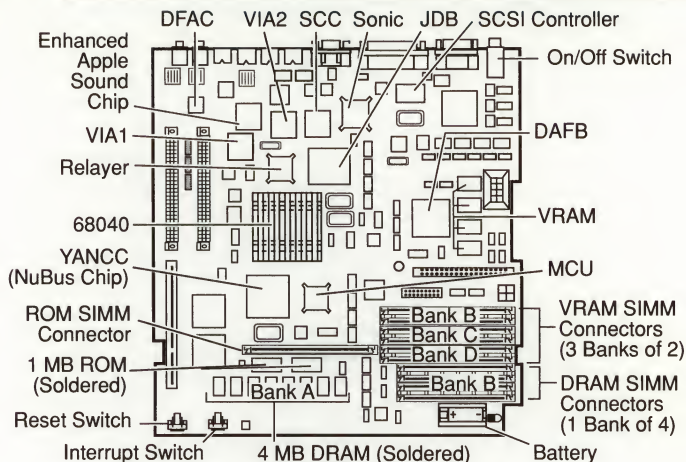 DFAC
VIA2
SCC
Sonic
JDB
SCSI Controller
Enhanced
Apple
Sound
Chip
On/Off Switch
VIA1
DAFB
Relayer
68040
VRAM
YANCC
(NuBus Chip)
MCU
ROM SIMM
Connector
Bank B
Bank C
Bank D
VRAM SIMM
Connectors
(3 Banks of 2)
1 MB ROM
(Soldered)
Bank A
Bank B
DRAM SIMM
Connectors
(1 Bank of 4)
Reset Switch
Interrupt Switch
4 MB DRAM (Soldered)
Battery